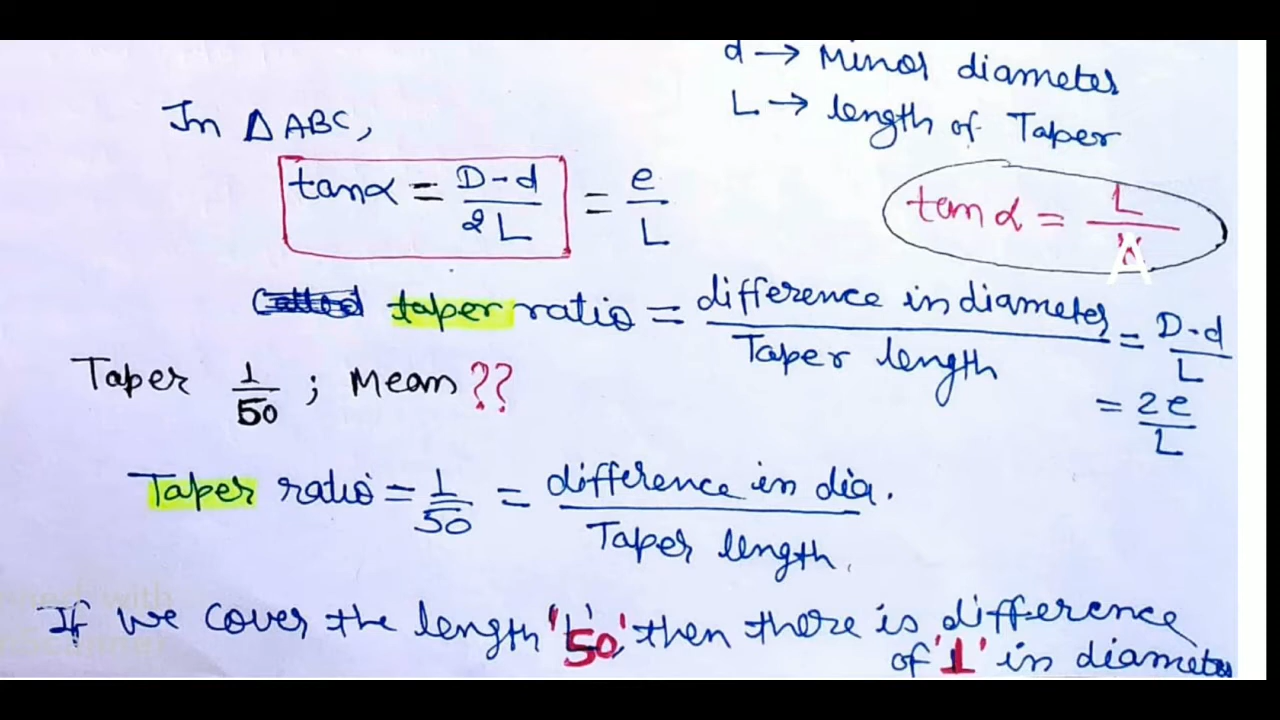 d → Minor diameter
L → length of Taper
In Δ ABC,
tanα = D-d / 2L = e / L
tan α = L / A
taper ratio = difference in diameter / Taper length = D-d / L
= 2e / L
Taper 1/50 ; Mean ??
Taper ratio = 1/50 = difference in dia. / Taper length
If we cover the length '50' then there is difference
of '1' in diameter